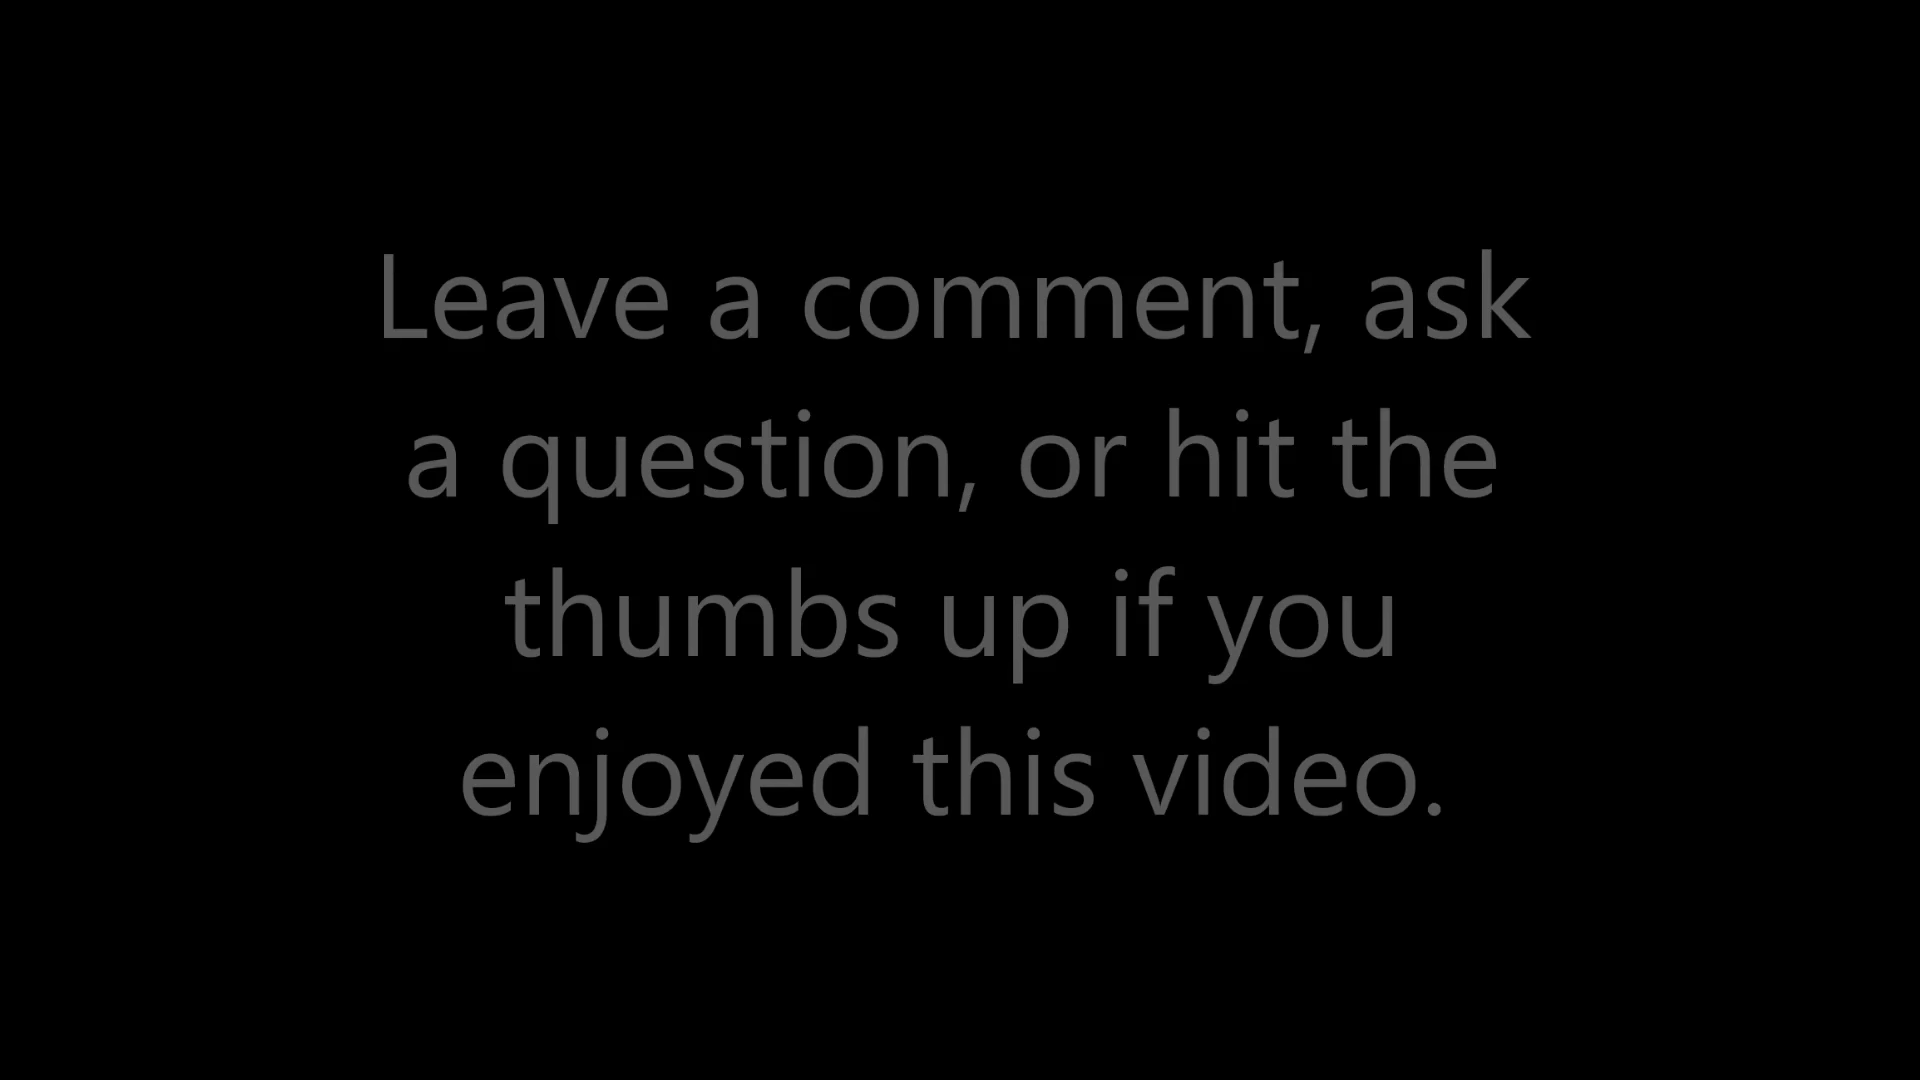 Leave a comment, ask
a question, or hit the
thumbs up if you
enjoyed this video.